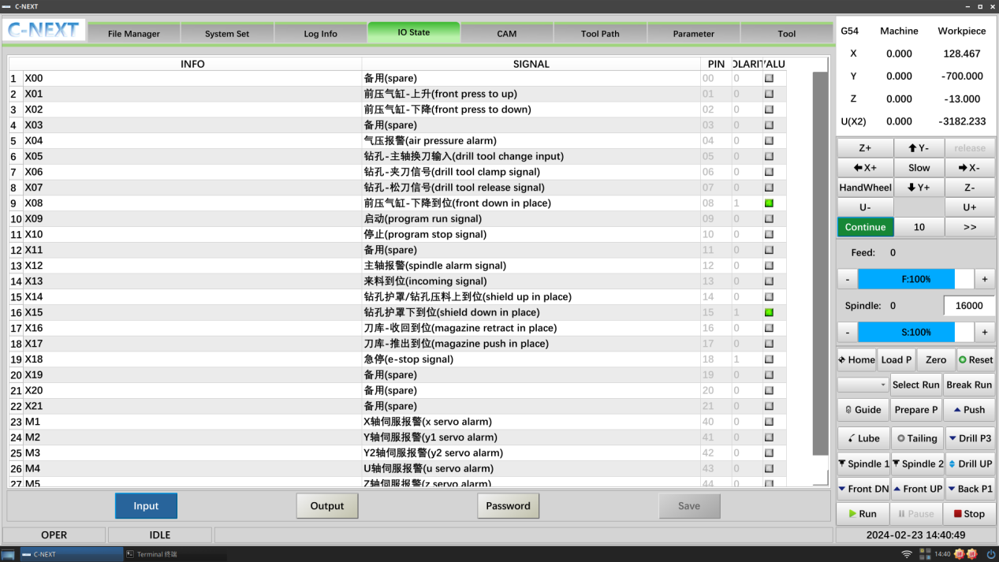 C-NEXT
C-NEXT
File Manager
System Set
Log Info
IO State
CAM
Tool Path
Parameter
Tool
INFO SIGNAL PIN OLARIT VALU
1 X00 备用(spare) 00 0
2 X01 前压气缸-上升(front press to up) 01 0
3 X02 前压气缸-下降(front press to down) 02 0
4 X03 备用(spare) 03 0
5 X04 气压报警(air pressure alarm) 04 0
6 X05 钻孔-主轴换刀输入(drill tool change input) 05 0
7 X06 钻孔-夹刀信号(drill tool clamp signal) 06 0
8 X07 钻孔-松刀信号(drill tool release signal) 07 0
9 X08 前压气缸-下降到位(front down in place) 08 1
10 X09 启动(program run signal) 09 0
11 X10 停止(program stop signal) 10 0
12 X11 备用(spare) 11 0
13 X12 主轴报警(spindle alarm signal) 12 0
14 X13 来料到位(incoming signal) 13 0
15 X14 钻孔护罩/钻孔压料上到位(shield up in place) 14 0
16 X15 钻孔护罩下到位(shield down in place) 15 1
17 X16 刀库-收回到位(magazine retract in place) 16 0
18 X17 刀库-推出到位(magazine push in place) 17 0
19 X18 急停(e-stop signal) 18 1
20 X19 备用(spare) 19 0
21 X20 备用(spare) 20 0
22 X21 备用(spare) 21 0
23 M1 X轴伺服报警(x servo alarm) 40 0
24 M2 Y轴伺服报警(y1 servo alarm) 41 0
25 M3 Y2轴伺服报警(y2 servo alarm) 42 0
26 M4 U轴伺服报警(u servo alarm) 43 0
27 M5 Z轴伺服报警(z servo alarm) 44 0
Input
Output
Password
Save
OPER
IDLE
G54 Machine Workpiece
X 0.000 128.467
Y 0.000 -700.000
Z 0.000 -13.000
U(X2) 0.000 -3182.233
Z+ Y- release
X+ Slow X-
HandWheel Y+ Z-
U- U+
Continue 10 >>
Feed: 0
- F:100% +
Spindle: 0 16000
- S:100% +
Home Load P Zero Reset
Select Run Break Run
Guide Prepare P Push
Lube Tailing Drill P3
Spindle 1 Spindle 2 Drill UP
Front DN Front UP Back P1
Run Pause Stop
2024-02-23 14:40:49
C-NEXT
Terminal 终端
14:40